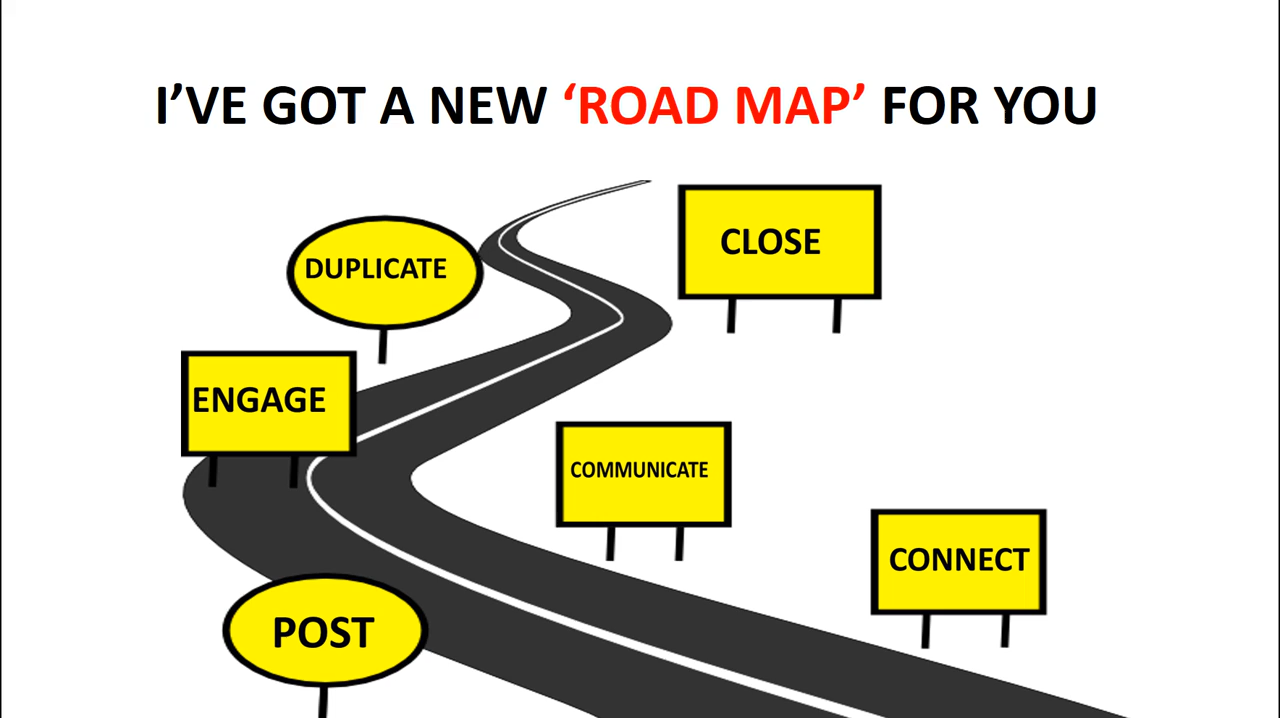 I’VE GOT A NEW ‘ROAD MAP’ FOR YOU
CLOSE
DUPLICATE
ENGAGE
COMMUNICATE
CONNECT
POST